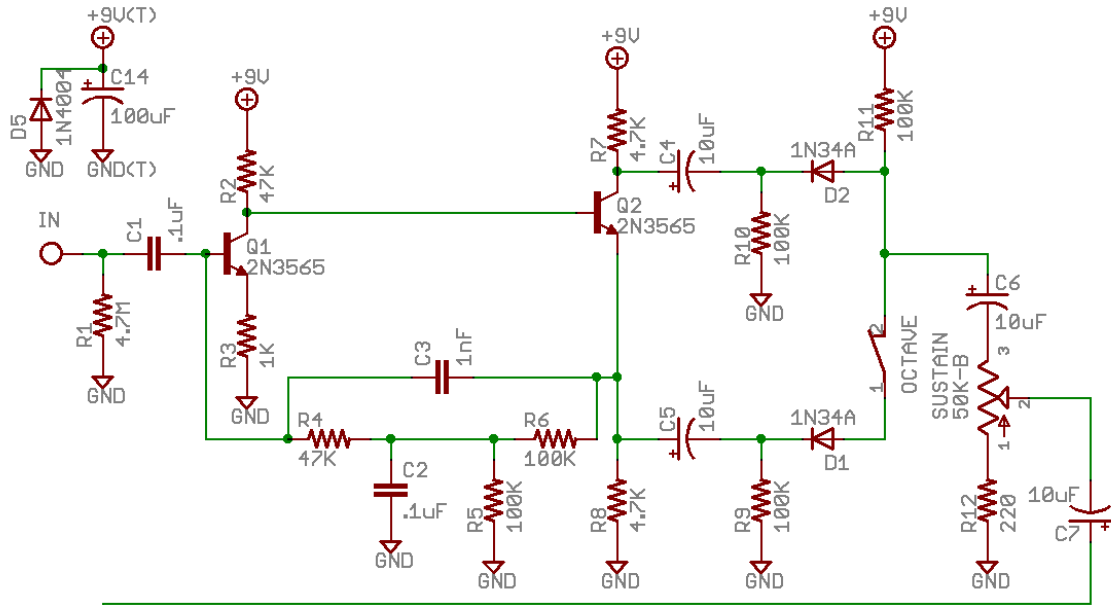 +9V(T)
C14
100uF
D5
1N4004
GND
GND(T)
+9V
R2
47K
IN
C1
.1uF
R1
4.7M
GND
Q1
2N3565
R3
1K
GND
+9V
R7
4.7K
C4
10uF
Q2
2N3565
R10
100K
GND
1N34A
D2
+9V
R11
100K
C3
1nF
R4
47K
R6
100K
C2
.1uF
GND
R5
100K
GND
C5
10uF
R8
4.7K
GND
R9
100K
GND
1N34A
D1
2
1
OCTAVE
C6
10uF
SUSTAIN
50K-B
3
2
1
R12
220
GND
10uF
C7